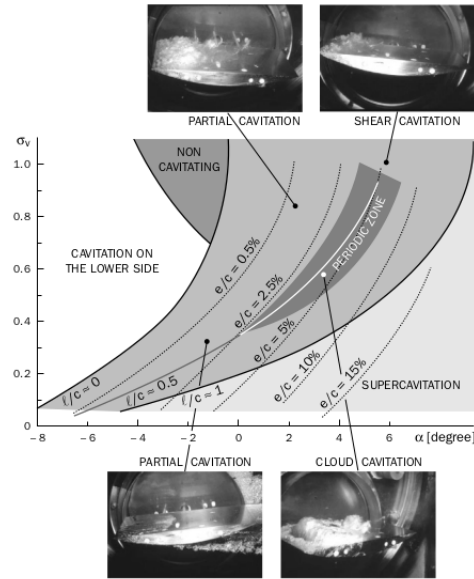 PARTIAL CAVITATION
SHEAR CAVITATION
σv
1.0
0.8
0.6
0.4
0.2
0
NON
CAVITATING
CAVITATION ON
THE LOWER SIDE
PERIODIC ZONE
e/c = 0.5%
e/c = 2.5%
e/c = 5%
e/c = 10%
e/c = 15%
ℓ/c ≈ 0
ℓ/c ≈ 0.5
ℓ/c ≈ 1
SUPERCAVITATION
− 8
− 6
− 4
− 2
0
2
4
6
8
α [degree]
PARTIAL CAVITATION
CLOUD CAVITATION